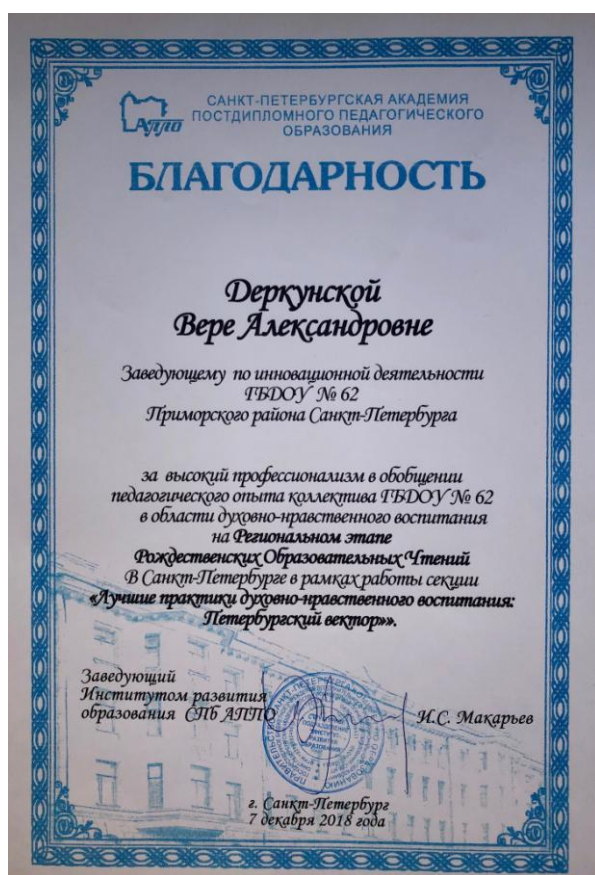 САНКТ-ПЕТЕРБУРГСКАЯ АКАДЕМИЯ
ПОСТДИПЛОМНОГО ПЕДАГОГИЧЕСКОГО
ОБРАЗОВАНИЯ
АППО
БЛАГОДАРНОСТЬ
Деркунской
Вере Александровне
Заведующему по инновационной деятельности
ГБДОУ № 62
Приморского района Санкт-Петербурга
за высокий профессионализм в обобщении
педагогического опыта коллектива ГБДОУ № 62
в области духовно-нравственного воспитания
на Региональном этапе
Рождественских Образовательных Чтений
В Санкт-Петербурге в рамках работы секции
«Лучшие практики духовно-нравственного воспитания:
Петербургский вектор»».
Заведующий
Институтом развития
образования СПб АППО
И.С. Макарьев
г. Санкт-Петербург
7 декабря 2018 года